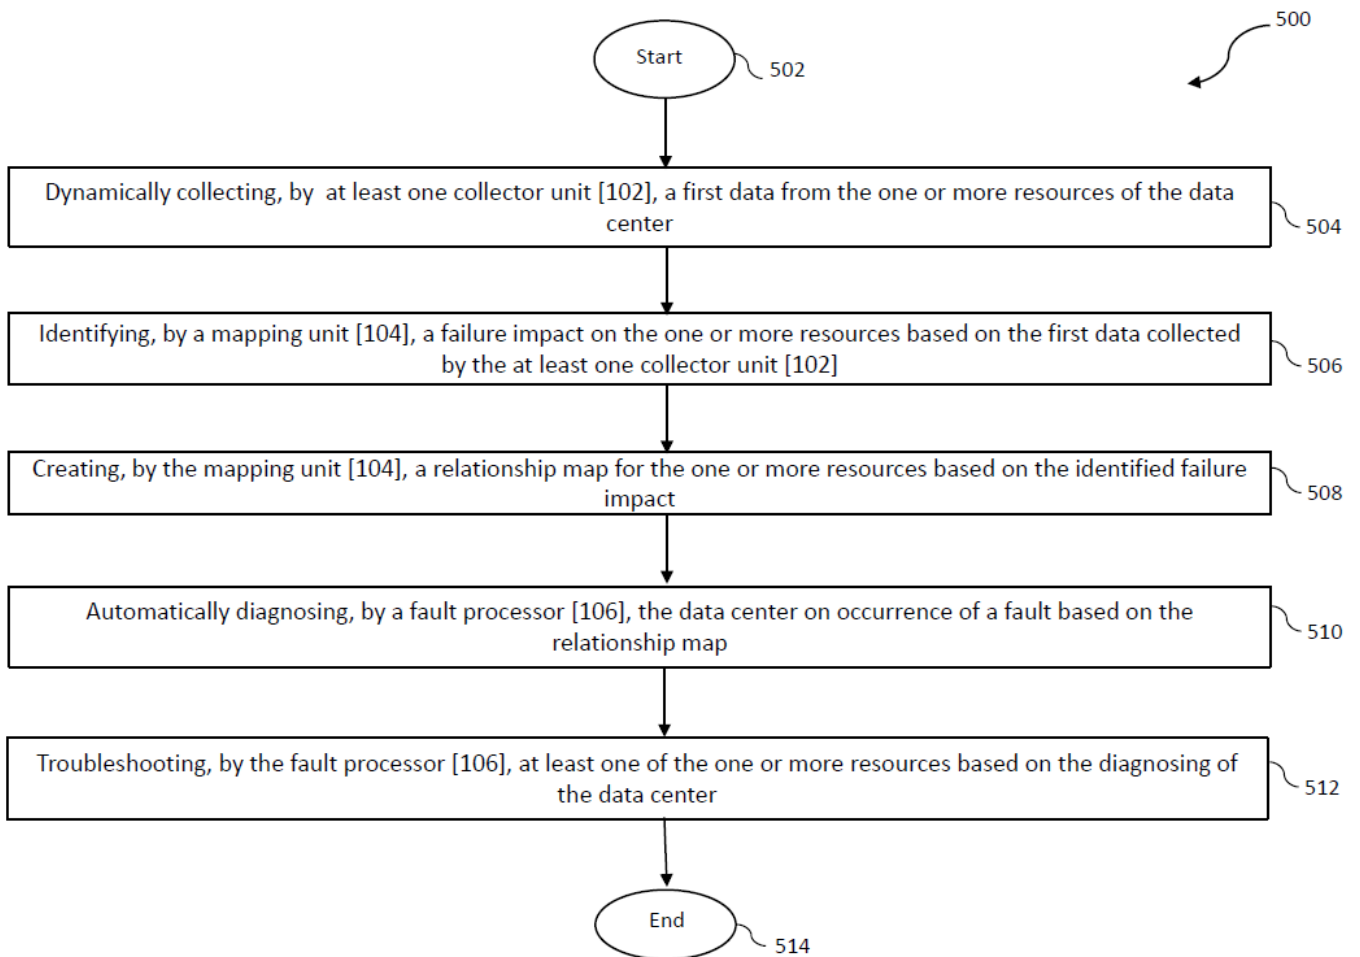 500
Start
502
Dynamically collecting, by at least one collector unit [102], a first data from the one or more resources of the data
center
504
Identifying, by a mapping unit [104], a failure impact on the one or more resources based on the first data collected
by the at least one collector unit [102]
506
Creating, by the mapping unit [104], a relationship map for the one or more resources based on the identified failure
impact
508
Automatically diagnosing, by a fault processor [106], the data center on occurrence of a fault based on the
relationship map
510
Troubleshooting, by the fault processor [106], at least one of the one or more resources based on the diagnosing of
the data center
512
End
514